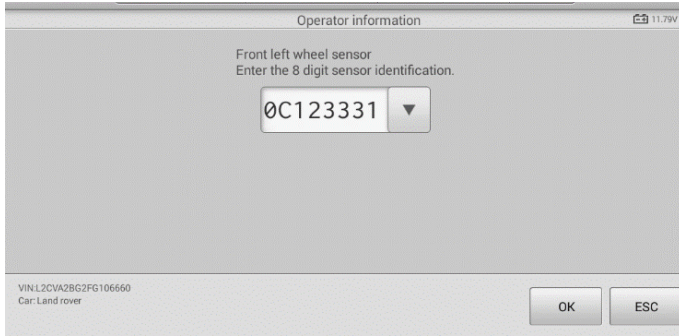 Operator information
11.79V
Front left wheel sensor
Enter the 8 digit sensor identification.
0C123331
VIN:L2CVA2BG2FG106660
Car: Land rover
OK
ESC